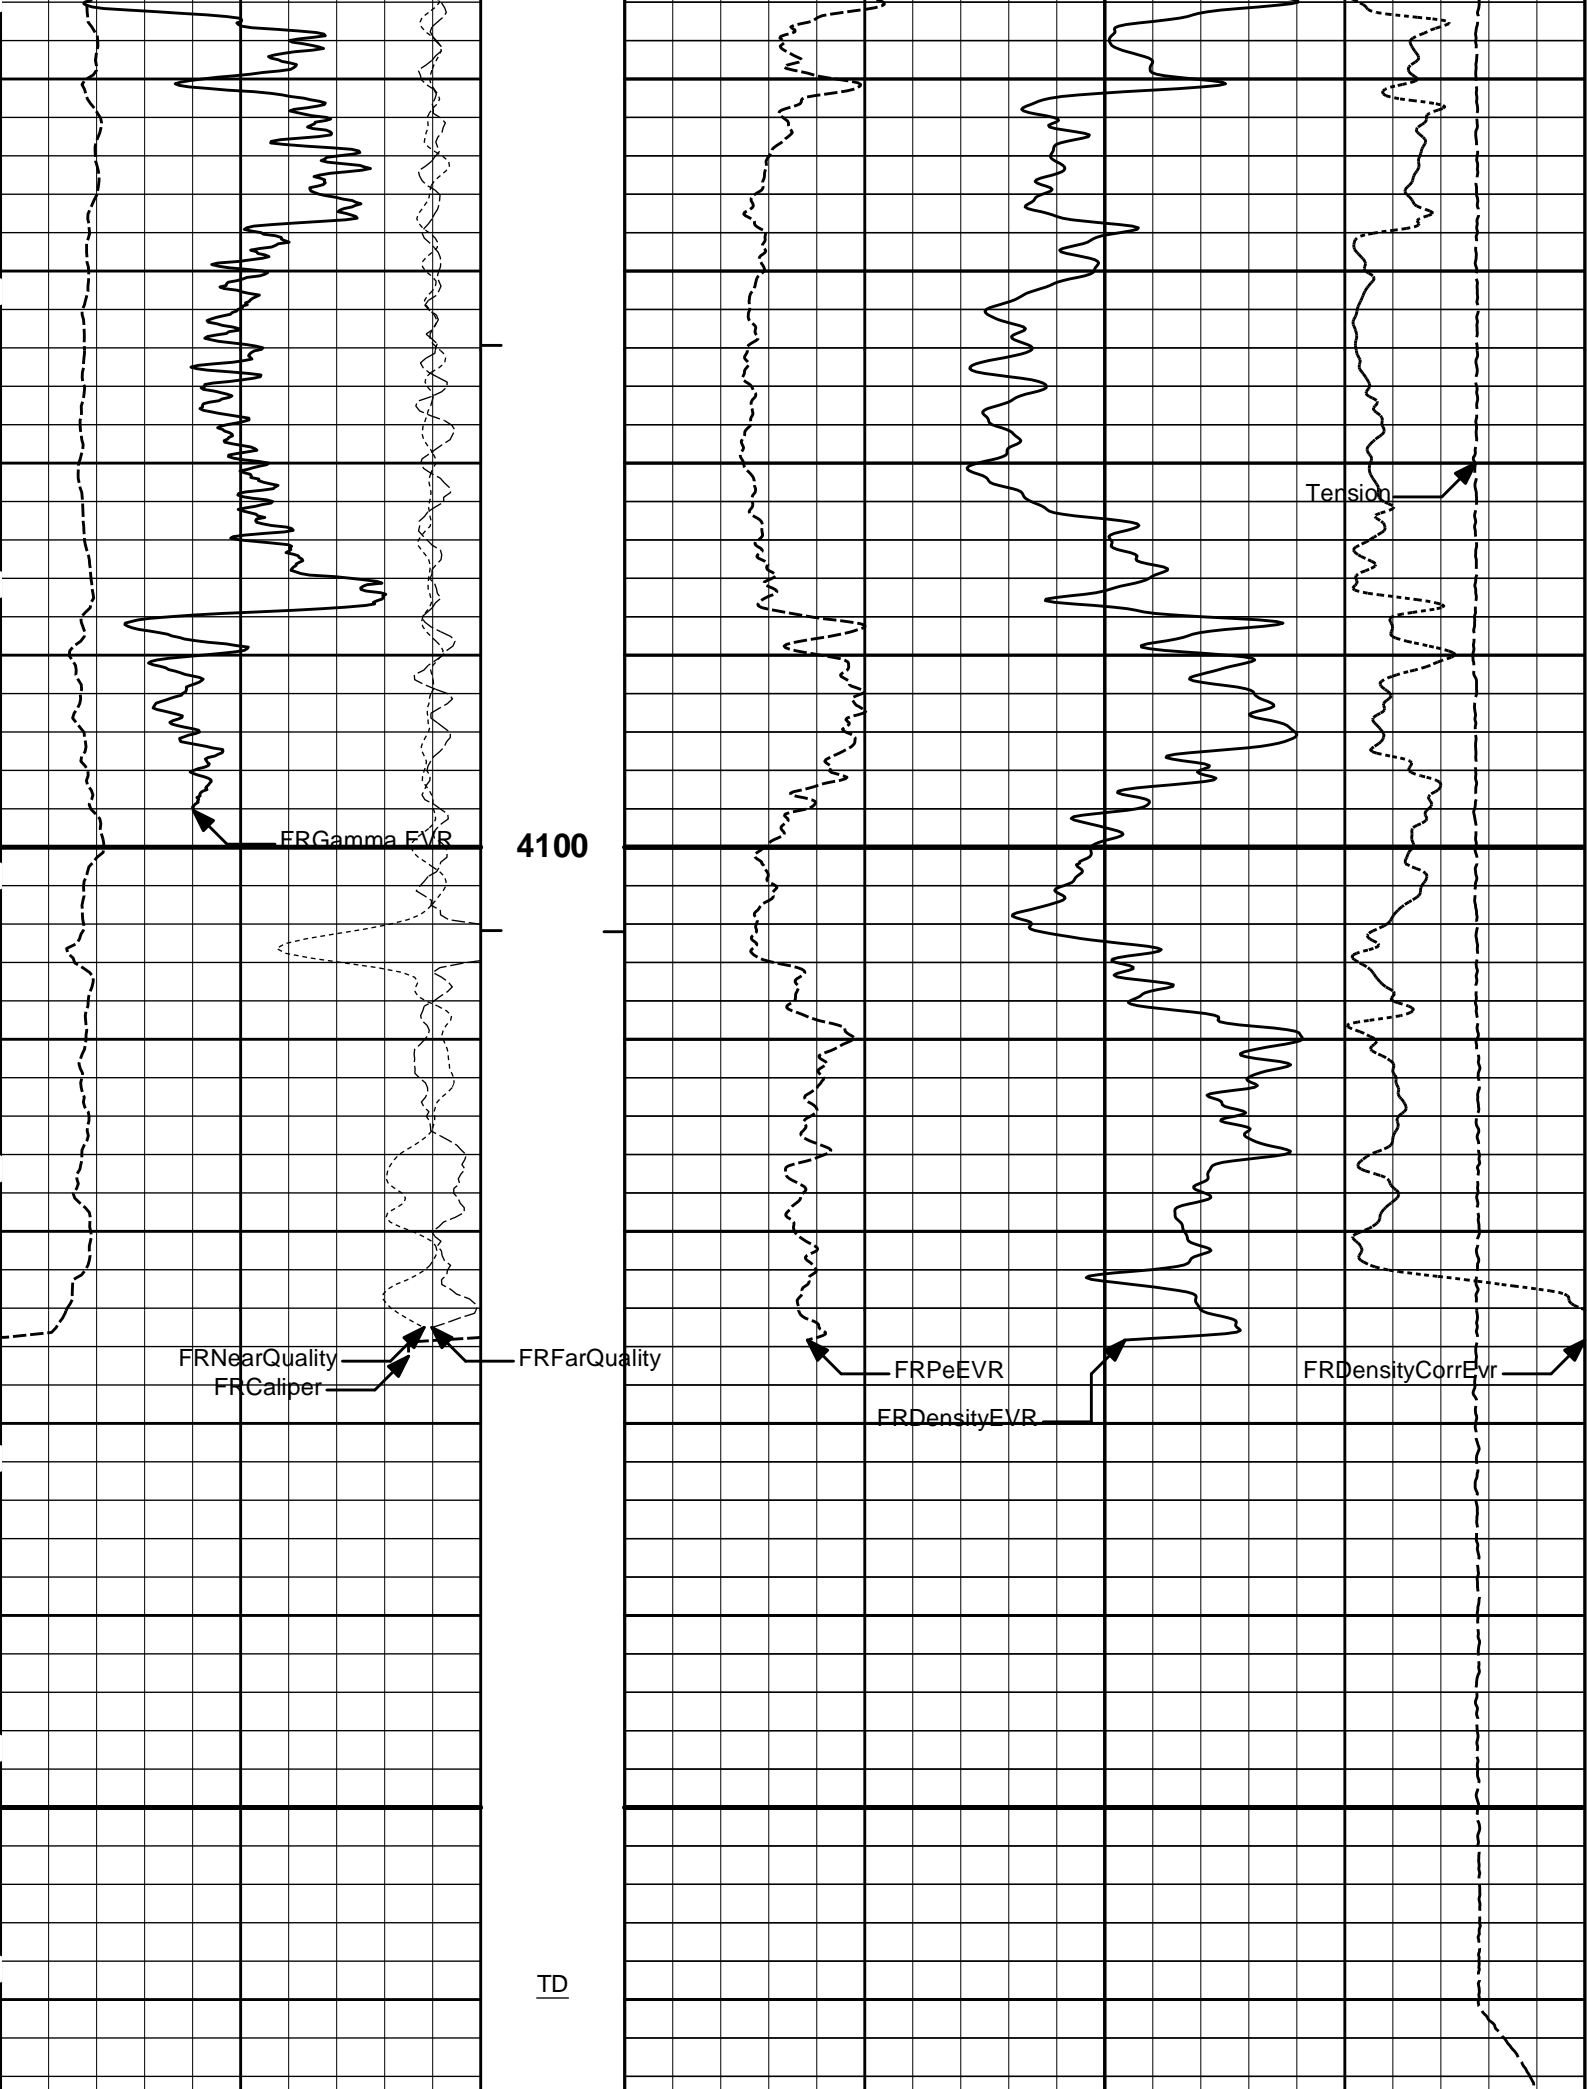 Tension
FRGamma EVR
4100
FRNearQuality
FRFarQuality
FRCaliper
FRPeEVR
FRDensityCorrEvr
FRDensityEVR
TD